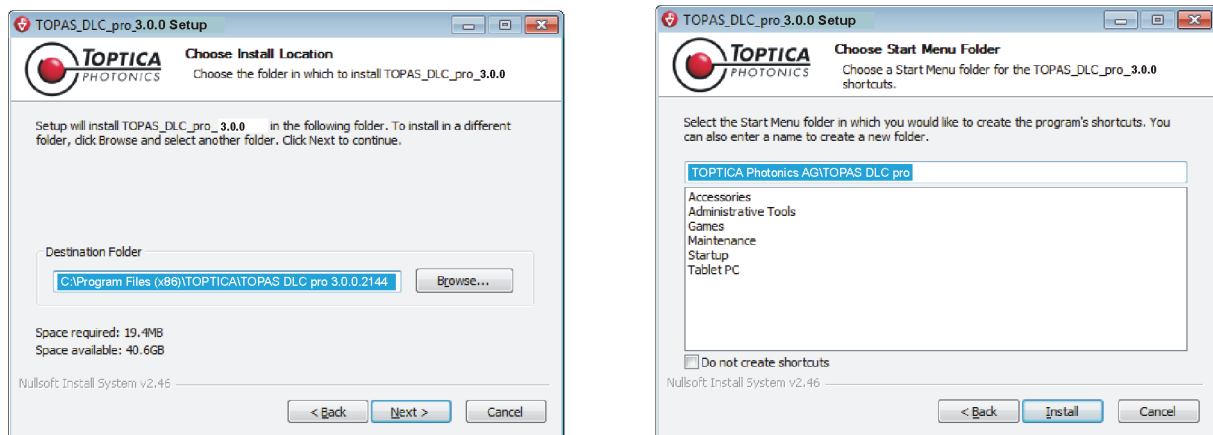 TOPAS_DLC_pro_3.0.0 Setup
TOPTICA
PHOTONICS
Choose Install Location
Choose the folder in which to install TOPAS_DLC_pro_3.0.0
Setup will install TOPAS_DLC_pro_ 3.0.0 in the following folder. To install in a different
folder, click Browse and select another folder. Click Next to continue.
Destination Folder
C:\Program Files (x86)\TOPTICA\TOPAS DLC pro 3.0.0.2144
Browse...
Space required: 19.4MB
Space available: 40.6GB
Nullsoft Install System v2.46
< Back
Next >
Cancel
TOPAS_DLC_pro_3.0.0 Setup
TOPTICA
PHOTONICS
Choose Start Menu Folder
Choose a Start Menu folder for the TOPAS_DLC_pro_3.0.0
shortcuts.
Select the Start Menu folder in which you would like to create the program's shortcuts. You
can also enter a name to create a new folder.
TOPTICA Photonics AG\TOPAS DLC pro
Accessories
Administrative Tools
Games
Maintenance
Startup
Tablet PC
Do not create shortcuts
Nullsoft Install System v2.46
< Back
Install
Cancel